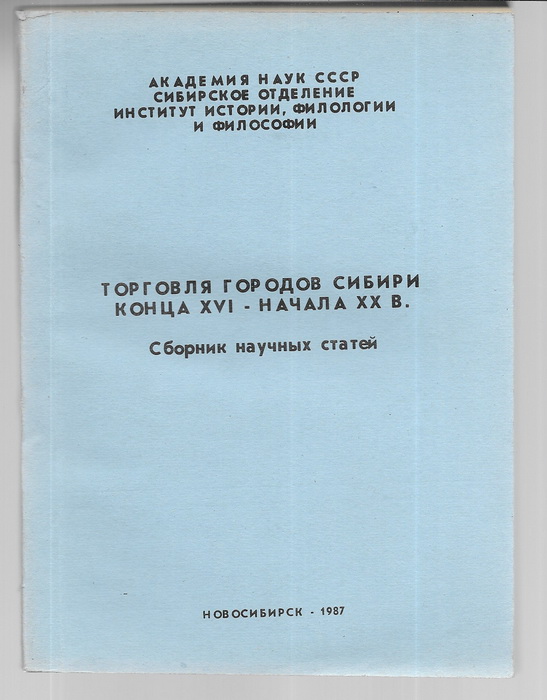 АКАДЕМИЯ НАУК СССР
СИБИРСКОЕ ОТДЕЛЕНИЕ
ИНСТИТУТ ИСТОРИИ, ФИЛОЛОГИИ
И ФИЛОСОФИИ
ТОРГОВЛЯ ГОРОДОВ СИБИРИ
КОНЦА XVI - НАЧАЛА XX В.
Сборник научных статей
НОВОСИБИРСК - 1987